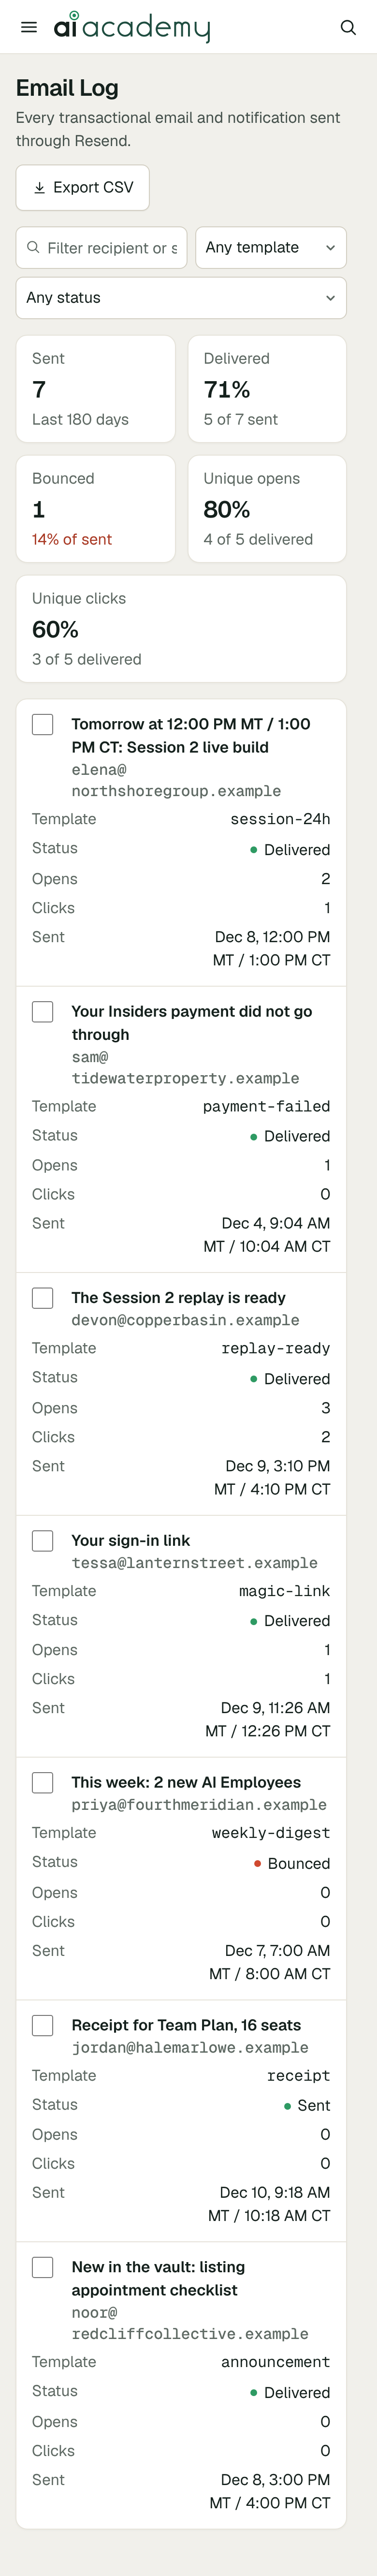 ai academy
Email Log
Every transactional email and notification sent
through Resend.
Export CSV
Filter recipient or s
Any template
Any status
Sent
7
Last 180 days
Delivered
71%
5 of 7 sent
Bounced
1
14% of sent
Unique opens
80%
4 of 5 delivered
Unique clicks
60%
3 of 5 delivered
Tomorrow at 12:00 PM MT / 1:00
PM CT: Session 2 live build
elena@
northshoregroup.example
Template session-24h
Status Delivered
Opens 2
Clicks 1
Sent Dec 8, 12:00 PM
MT / 1:00 PM CT
Your Insiders payment did not go
through
sam@
tidewaterproperty.example
Template payment-failed
Status Delivered
Opens 1
Clicks 0
Sent Dec 4, 9:04 AM
MT / 10:04 AM CT
The Session 2 replay is ready
devon@copperbasin.example
Template replay-ready
Status Delivered
Opens 3
Clicks 2
Sent Dec 9, 3:10 PM
MT / 4:10 PM CT
Your sign-in link
tessa@lanternstreet.example
Template magic-link
Status Delivered
Opens 1
Clicks 1
Sent Dec 9, 11:26 AM
MT / 12:26 PM CT
This week: 2 new AI Employees
priya@fourthmeridian.example
Template weekly-digest
Status Bounced
Opens 0
Clicks 0
Sent Dec 7, 7:00 AM
MT / 8:00 AM CT
Receipt for Team Plan, 16 seats
jordan@halemarlowe.example
Template receipt
Status Sent
Opens 0
Clicks 0
Sent Dec 10, 9:18 AM
MT / 10:18 AM CT
New in the vault: listing
appointment checklist
noor@
redcliffcollective.example
Template announcement
Status Delivered
Opens 0
Clicks 0
Sent Dec 8, 3:00 PM
MT / 4:00 PM CT